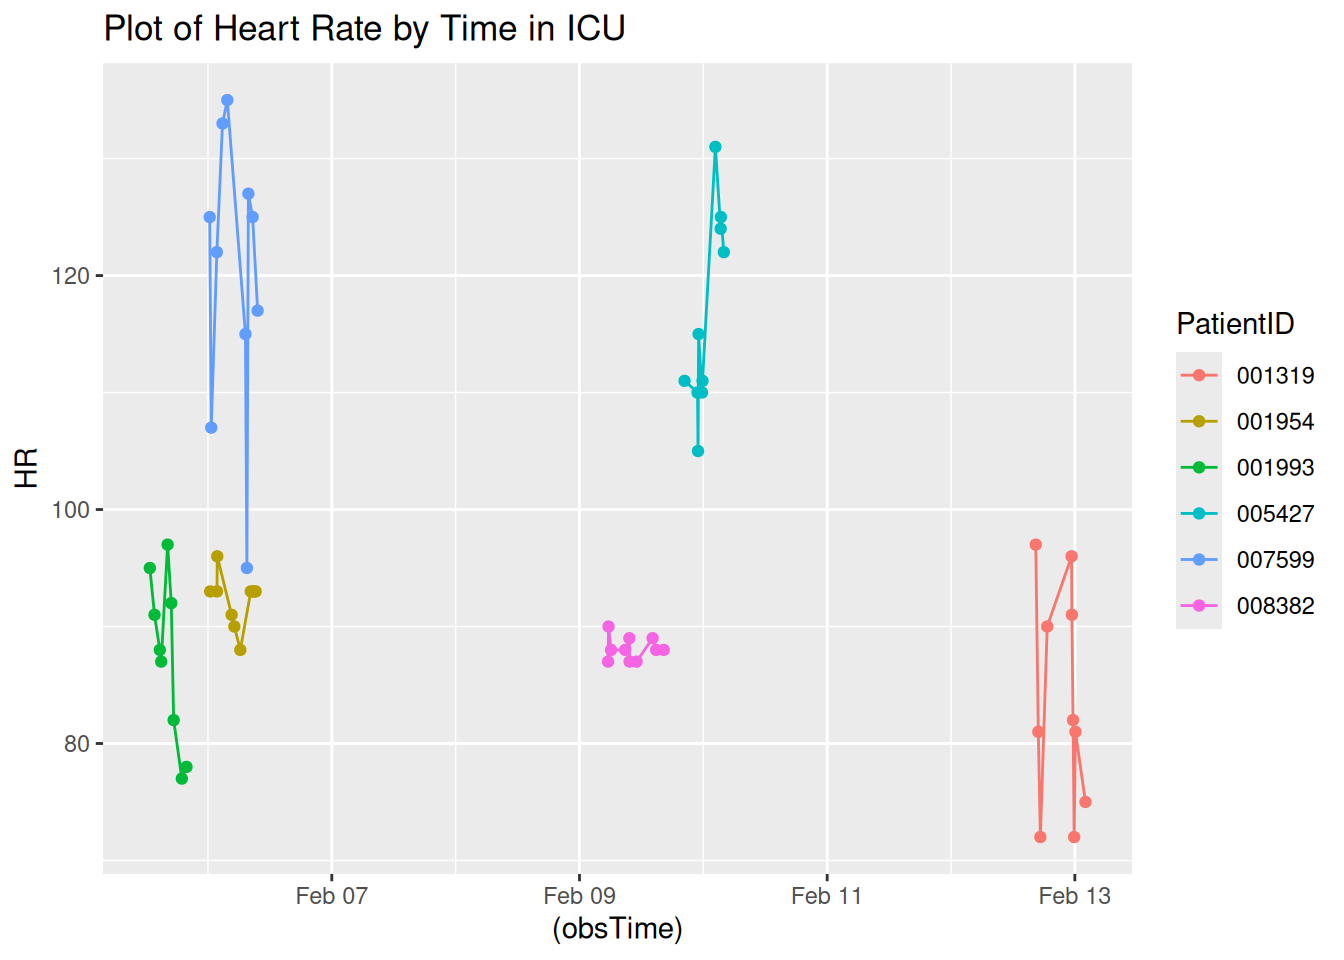 Plot of Heart Rate by Time in ICU
HR
120
100
80
Feb 07
Feb 09
Feb 11
Feb 13
(obsTime)
PatientID
001319
001954
001993
005427
007599
008382